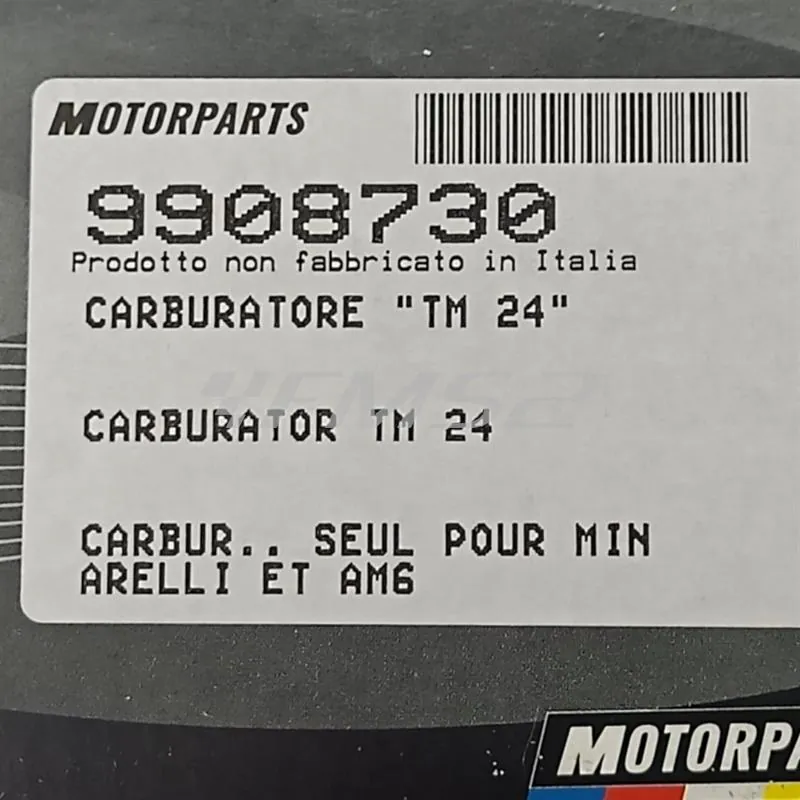 MOTORPARTS
9908730
Prodotto non fabbricato in Italia
CARBURATORE "TM 24"
CARBURATOR TM 24
CARBUR.. SEUL POUR MIN
ARELLI ET AM6
MOTORPA